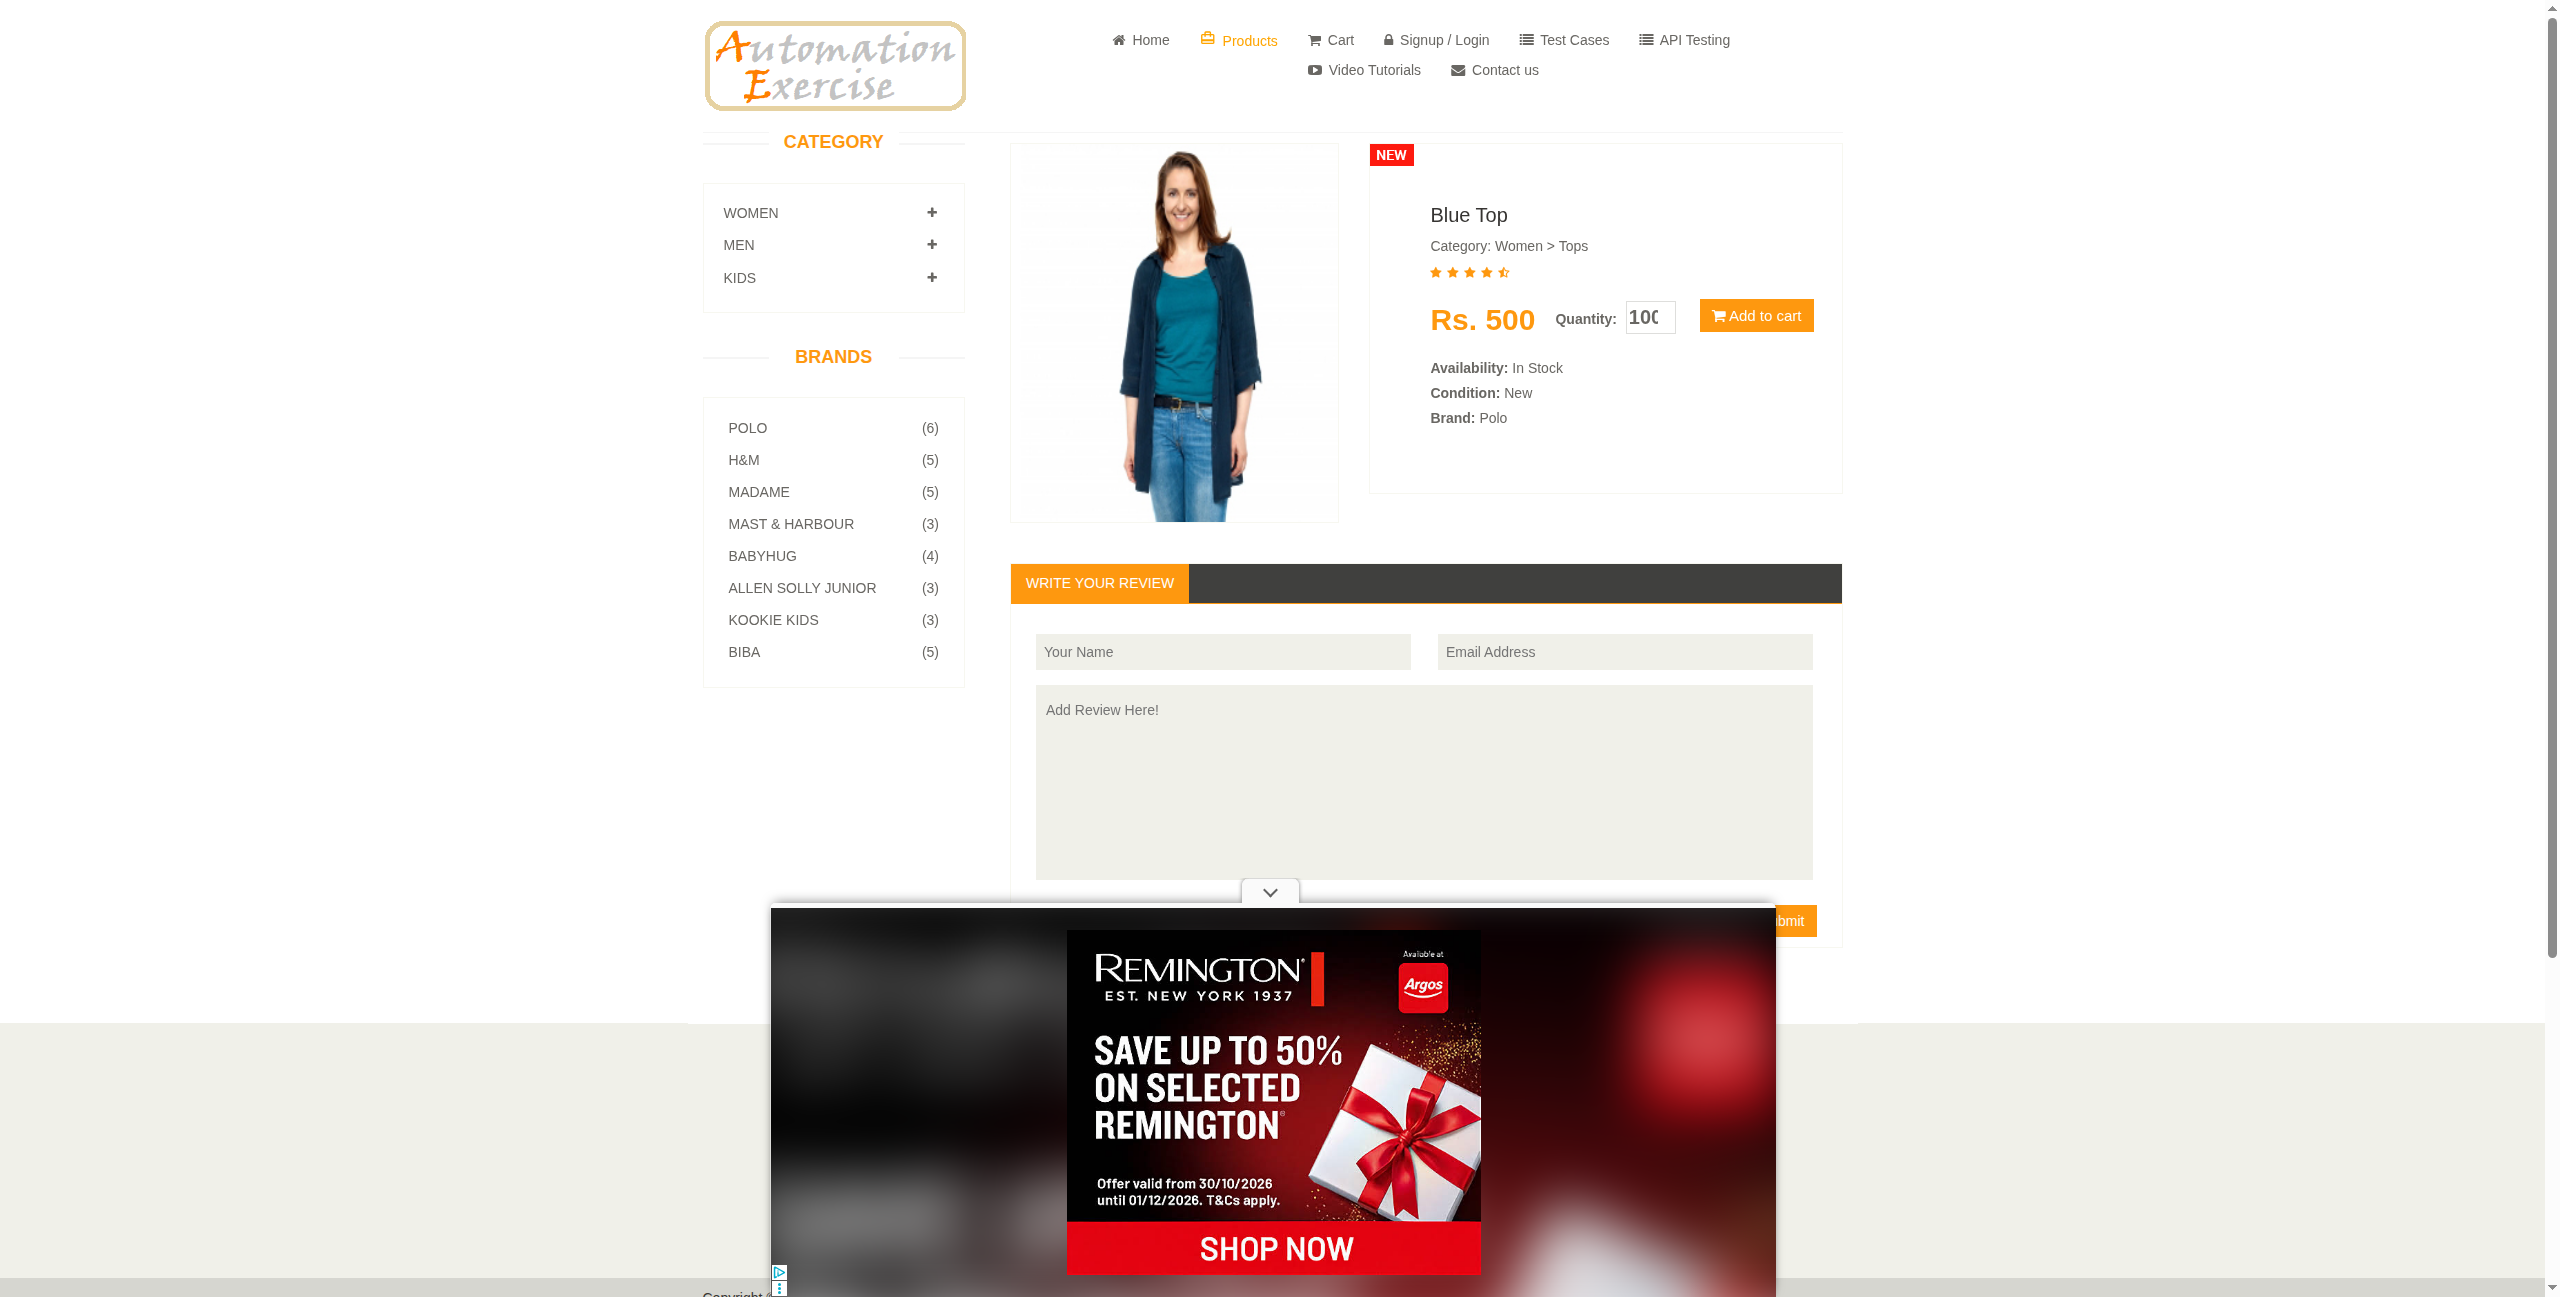 Automation
Exercise
Home
Products
Cart
Signup / Login
Test Cases
API Testing
Video Tutorials
Contact us
CATEGORY
WOMEN
MEN
KIDS
BRANDS
POLO (6)
H&M (5)
MADAME (5)
MAST & HARBOUR (3)
BABYHUG (4)
ALLEN SOLLY JUNIOR (3)
KOOKIE KIDS (3)
BIBA (5)
NEW
Blue Top
Category: Women > Tops
Rs. 500 Quantity: 100 Add to cart
Availability: In Stock
Condition: New
Brand: Polo
WRITE YOUR REVIEW
Your Name
Email Address
Add Review Here!
bmit
REMINGTON®
EST. NEW YORK 1937
Available at
Argos
SAVE UP TO 50%
ON SELECTED
REMINGTON®
Offer valid from 30/10/2026
until 01/12/2026. T&Cs apply.
SHOP NOW
Copyright